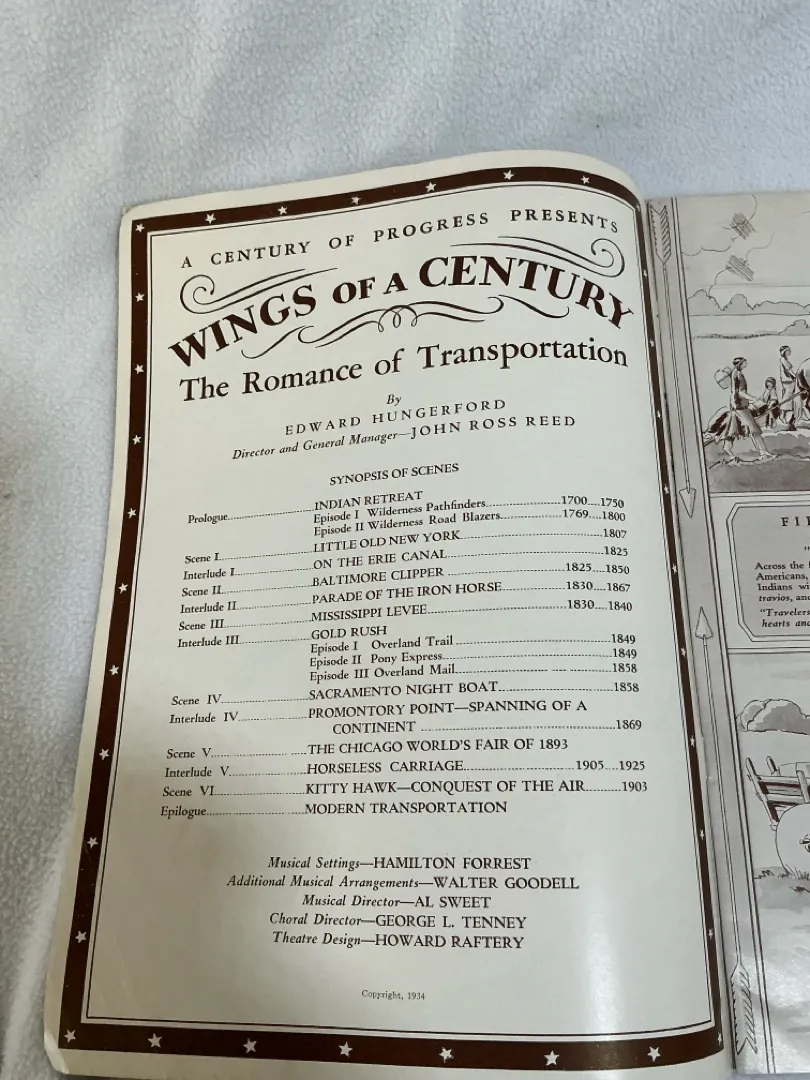 A CENTURY OF PROGRESS PRESENTS
WINGS OF A CENTURY
The Romance of Transportation
By
EDWARD HUNGERFORD
Director and General Manager—JOHN ROSS REED
SYNOPSIS OF SCENES
Prologue....................INDIAN RETREAT
Episode I Wilderness Pathfinders....................1700....1750
Episode II Wilderness Road Blazers....................1769....1800
Scene I....................LITTLE OLD NEW YORK....................1807
Interlude I....................ON THE ERIE CANAL....................1825
Scene II....................BALTIMORE CLIPPER....................1825....1850
Interlude II....................PARADE OF THE IRON HORSE....................1830....1867
Scene III....................MISSISSIPPI LEVEE....................1830....1840
Interlude III....................GOLD RUSH
Episode I Overland Trail....................1849
Episode II Pony Express....................1849
Episode III Overland Mail....................1858
Scene IV....................SACRAMENTO NIGHT BOAT....................1858
Interlude IV....................PROMONTORY POINT—SPANNING OF A
CONTINENT....................1869
Scene V....................THE CHICAGO WORLD'S FAIR OF 1893
Interlude V....................HORSELESS CARRIAGE....................1905....1925
Scene VI....................KITTY HAWK—CONQUEST OF THE AIR....................1903
Epilogue....................MODERN TRANSPORTATION
Musical Settings—HAMILTON FORREST
Additional Musical Arrangements—WALTER GOODELL
Musical Director—AL SWEET
Choral Director—GEORGE L. TENNEY
Theatre Design—HOWARD RAFTERY
Copyright, 1934
Across the
Americans,
Indians
travios, and
"Travelers
hearts and